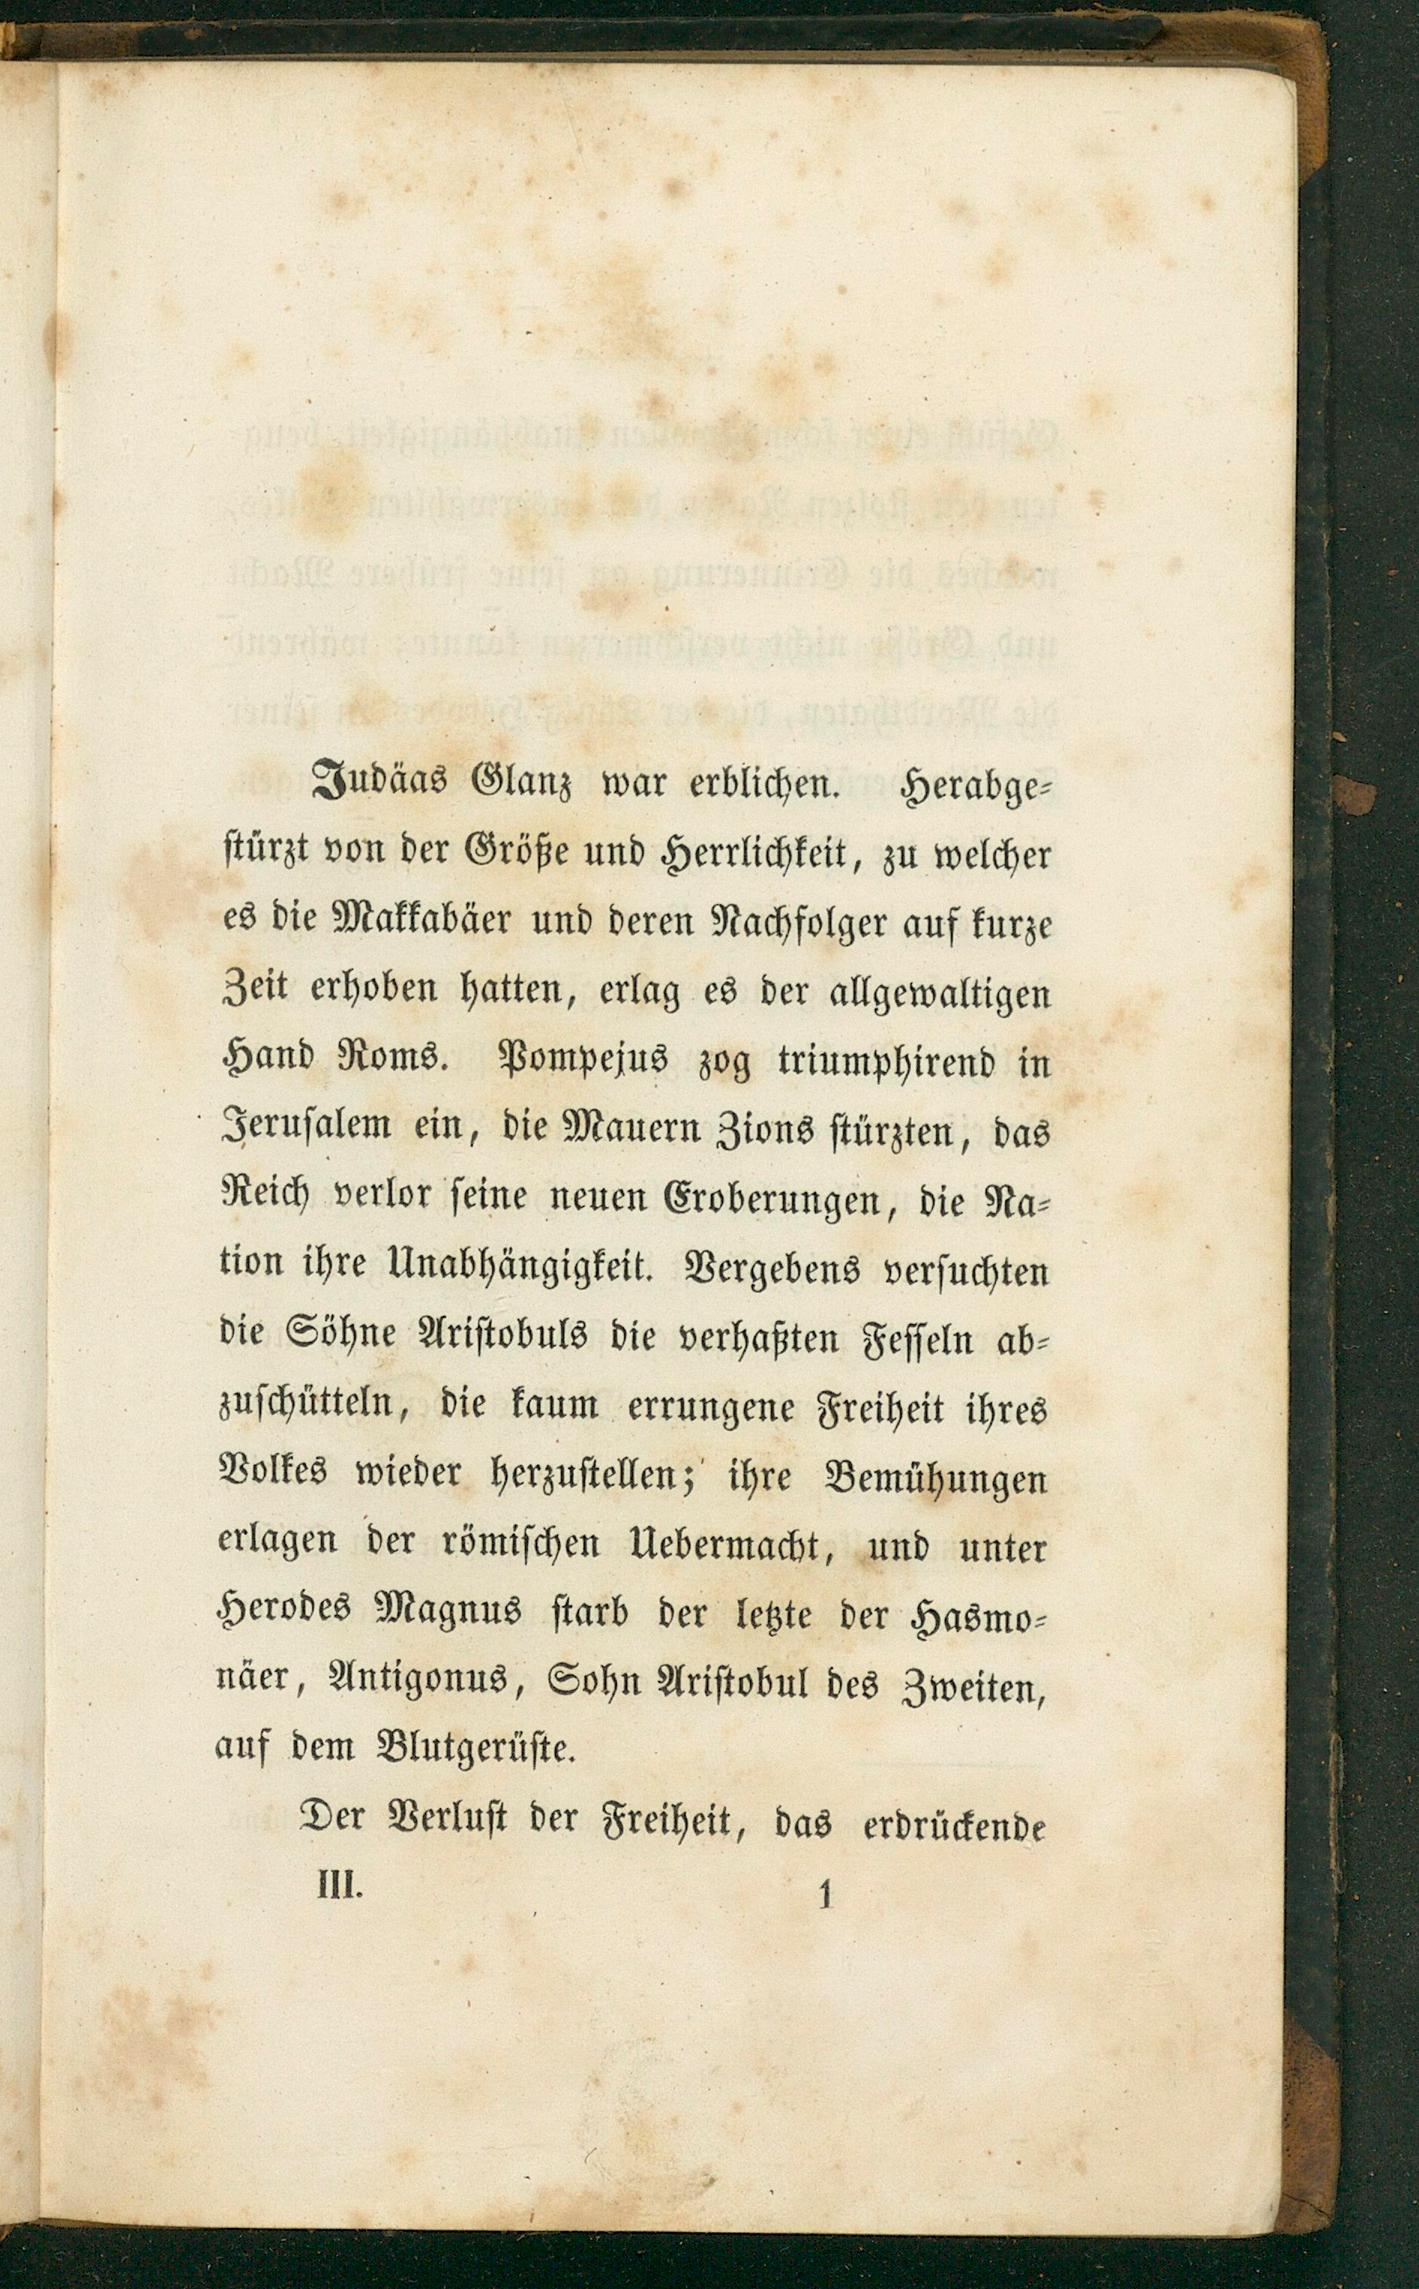 Judäas Glanz war erblichen. Herabge-
stürzt von der Größe und Herrlichkeit, zu welcher
es die Makkabäer und deren Nachfolger auf kurze
Zeit erhoben hatten, erlag es der allgewaltigen
Hand Roms. Pompejus zog triumphirend in
Jerusalem ein, die Mauern Zions stürzten, das
Reich verlor seine neuen Eroberungen, die Na-
tion ihre Unabhängigkeit. Vergebens versuchten
die Söhne Aristobuls die verhaßten Fesseln ab-
zuschütteln, die kaum errungene Freiheit ihres
Volkes wieder herzustellen; ihre Bemühungen
erlagen der römischen Uebermacht, und unter
Herodes Magnus starb der letzte der Hasmo-
näer, Antigonus, Sohn Aristobul des Zweiten,
auf dem Blutgerüste.
Der Verlust der Freiheit, das erdrückende
III. 1